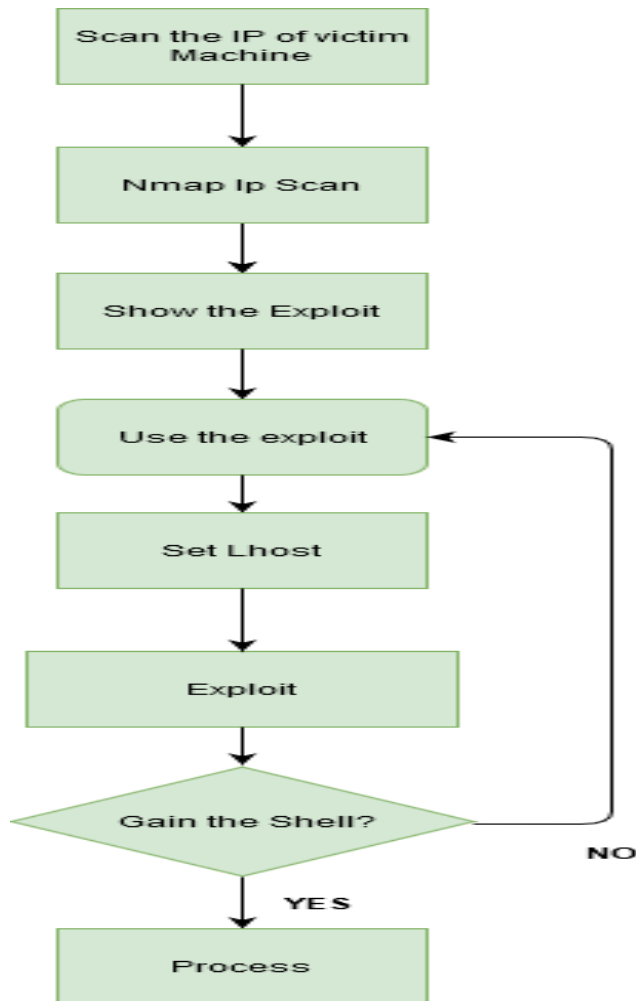 Scan the IP of victim
Machine
Nmap Ip Scan
Show the Exploit
Use the exploit
Set Lhost
Exploit
Gain the Shell?
NO
YES
Process